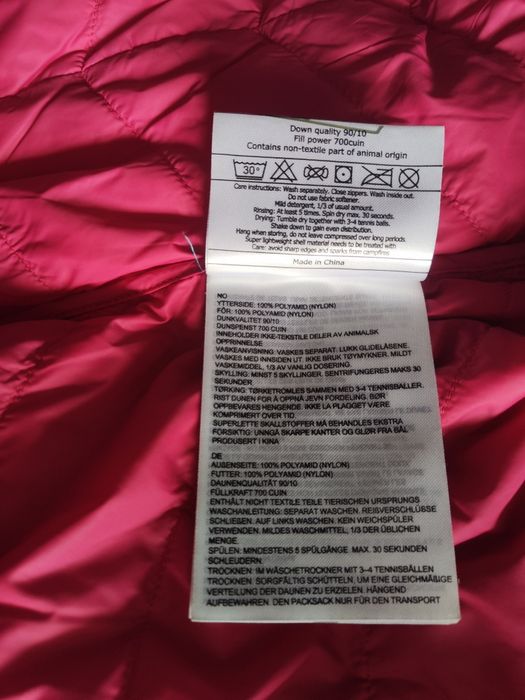 Down quality 90/10
Fill power 700cuin
Contains non-textile part of animal origin
30°
Care instructions: Wash separately. Close zippers. Wash inside out.
Do not use fabric softener.
Mild detergent, 1/3 of usual amount.
Rinsing: At least 5 times. Spin dry max. 30 seconds.
Drying: Tumble dry together with 3-4 tennis balls.
Shake down to gain even distribution.
Hang when storing, do not leave compressed over long periods
Super lightweight shell material needs to be treated with
Care: avoid sharp edges and sparks from campfires
Made in China
NO
YTTERSIDE: 100% POLYAMID (NYLON)
FÓR: 100% POLYAMID (NYLON)
DUNKVALITET 90/10
DUNSPENST 700 CUIN
INNEHOLDER IKKE-TEKSTILE DELER AV ANIMALSK
OPPRINNELSE
VASKEANVISNING: VASKES SEPARAT. LUKK GLIDELÅSENE.
VASKES MED INNSIDEN UT. IKKE BRUK TØYMYKNER. MILDT
VASKEMIDDEL, 1/3 AV VANLIG DOSERING.
SKYLLING: MINST 5 SKYLLINGER. SENTRIFUNGERES MAKS 30
SEKUNDER
TØRKING: TØRKETROMLES SAMMEN MED 3-4 TENNISBALLER.
RIST DUNEN FOR Å OPPNÅ JEVN FORDELING. BØR
OPPBEVARES HENGENDE. IKKE LA PLAGGET VÆRE
KOMPRIMERT OVER TID.
SUPERLETTE SKALLSTOFFER MÅ BEHANDLES EKSTRA
FORSIKTIG: UNNGÅ SKARPE KANTER OG GLØR FRA BÅL.
PRODUSERT I KINA
DE
AUßENSEITE: 100% POLYAMID (NYLON)
FUTTER: 100% POLYAMID (NYLON)
DAUNENQUALITÄT 90/10
FÜLLKRAFT 700 CUIN
ENTHÄLT NICHT TEXTILE TEILE TIERISCHEN URSPRUNGS
WASCHANLEITUNG: SEPARAT WASCHEN. REIßVERSCHLÜSSE
SCHLIEßEN. AUF LINKS WASCHEN. KEIN WEICHSPÜLER
VERWENDEN. MILDES WASCHMITTEL; 1/3 DER ÜBLICHEN
MENGE.
SPÜLEN: MINDESTENS 5 SPÜLGÄNGE. MAX. 30 SEKUNDEN
SCHLEUDERN.
TROCKNEN: IM WÄSCHETROCKNER MIT 3–4 TENNISBÄLLEN
TROCKNEN. SORGFÄLTIG SCHÜTTELN, UM EINE GLEICHMÄßIGE
VERTEILUNG DER DAUNEN ZU ERZIELEN. HÄNGEND
AUFBEWAHREN. DEN PACKSACK NUR FÜR DEN TRANSPORT